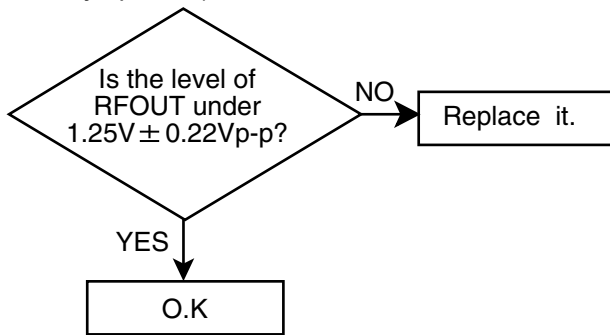 Is the level of
RFOUT under
1.25V ± 0.22Vp-p?
NO
Replace it.
YES
O.K